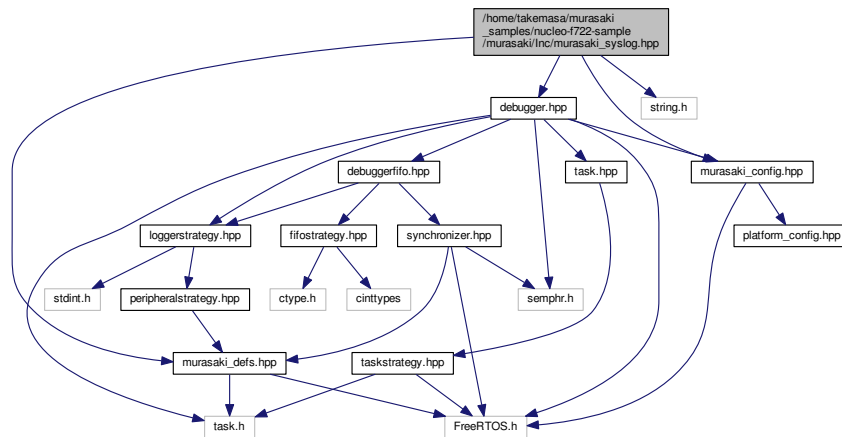 /home/takemasa/murasaki
_samples/nucleo-f722-sample
/murasaki/Inc/murasaki_syslog.hpp
debugger.hpp
string.h
debuggerfifo.hpp
task.hpp
murasaki_config.hpp
loggerstrategy.hpp
fifostrategy.hpp
synchronizer.hpp
platform_config.hpp
stdint.h
peripheralstrategy.hpp
ctype.h
cinttypes
semphr.h
murasaki_defs.hpp
taskstrategy.hpp
task.h
FreeRTOS.h